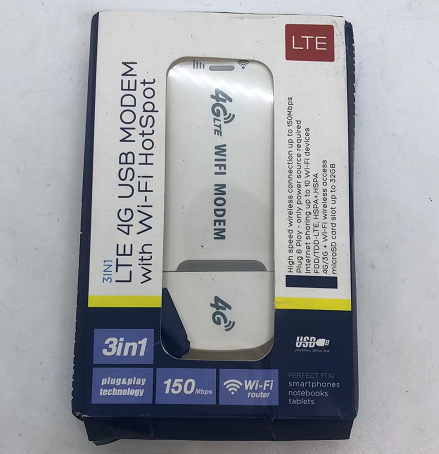 LTE
3IN1
LTE 4G USB MODEM
with Wi-Fi HotSpot
4G LTE WIFI MODEM
4G
High speed wireless connection up to 150Mbps
Plug & Play - only power source required
Internet sharing up to 10 Wi-Fi devices
FDD/TDD-LTE, HSPA+/HSPA
4G/3G + Wi-Fi wireless access
microSD card slot up to 32GB
3in1
plug&play
technology
150 Mbps
Wi-Fi
router
USB
UNIVERSAL SERIAL BUS
PERFECT FOR
smartphones
notebooks
tablets